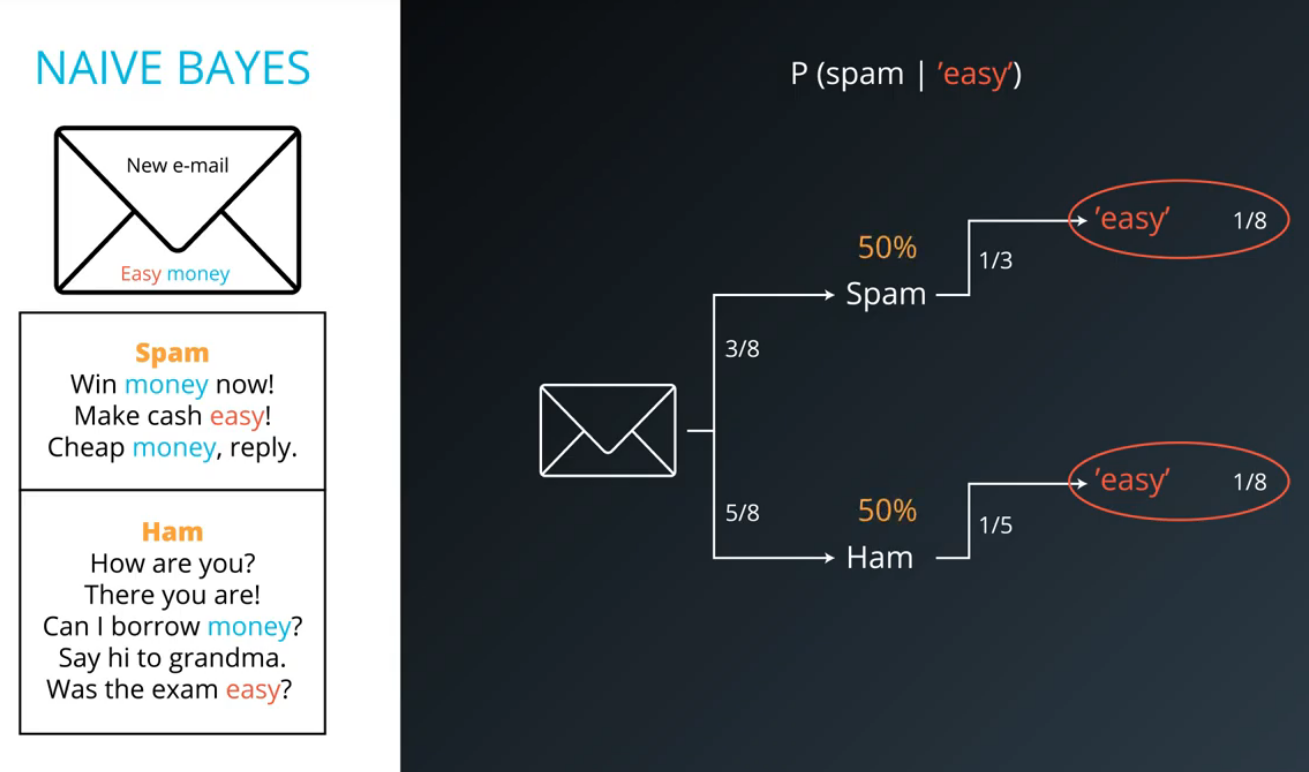 NAIVE BAYES
New e-mail
Easy money
Spam
Win money now!
Make cash easy!
Cheap money, reply.
Ham
How are you?
There you are!
Can I borrow money?
Say hi to grandma.
Was the exam easy?
P (spam | ’easy’)
’easy’ 1/8
50%
1/3
Spam
3/8
’easy’ 1/8
5/8
50%
1/5
Ham